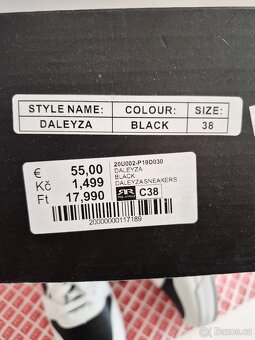 STYLE NAME: COLOUR: SIZE:
DALEYZA BLACK 38
€ 55,00
Kč 1,499
Ft 17,990
20U002-P19D030
DALEYZA
BLACK
DALEYZASNEAKERS
C38
20000000117189
bazos.cz